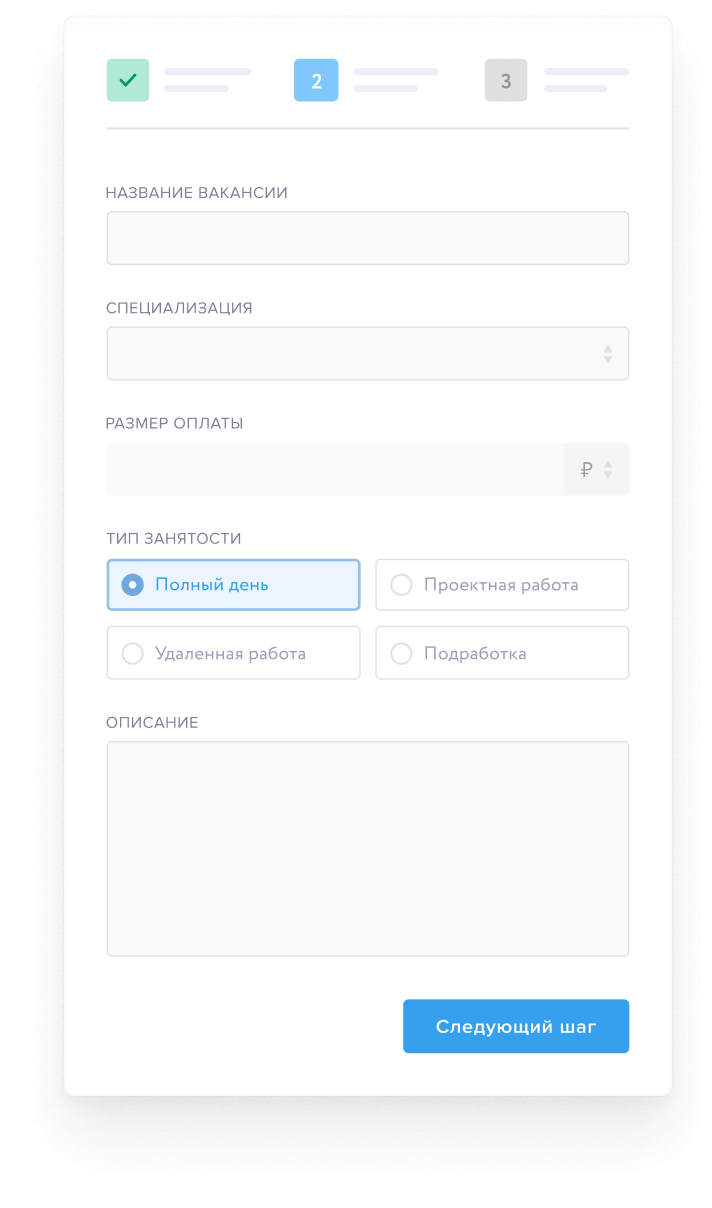 2
3
НАЗВАНИЕ ВАКАНСИИ
СПЕЦИАЛИЗАЦИЯ
РАЗМЕР ОПЛАТЫ
₽
ТИП ЗАНЯТОСТИ
Полный день
Проектная работа
Удаленная работа
Подработка
ОПИСАНИЕ
Следующий шаг